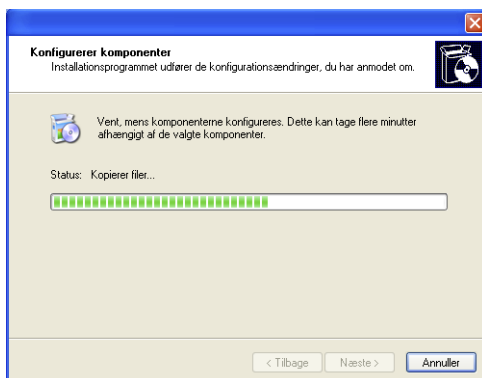 Konfigurerer komponenter
Installationsprogrammet udfører de konfigurationsændringer, du har anmodet om.
Vent, mens komponenterne konfigureres. Dette kan tage flere minutter
afhængigt af de valgte komponenter.
Status: Kopierer filer...
< Tilbage Næste > Annuller